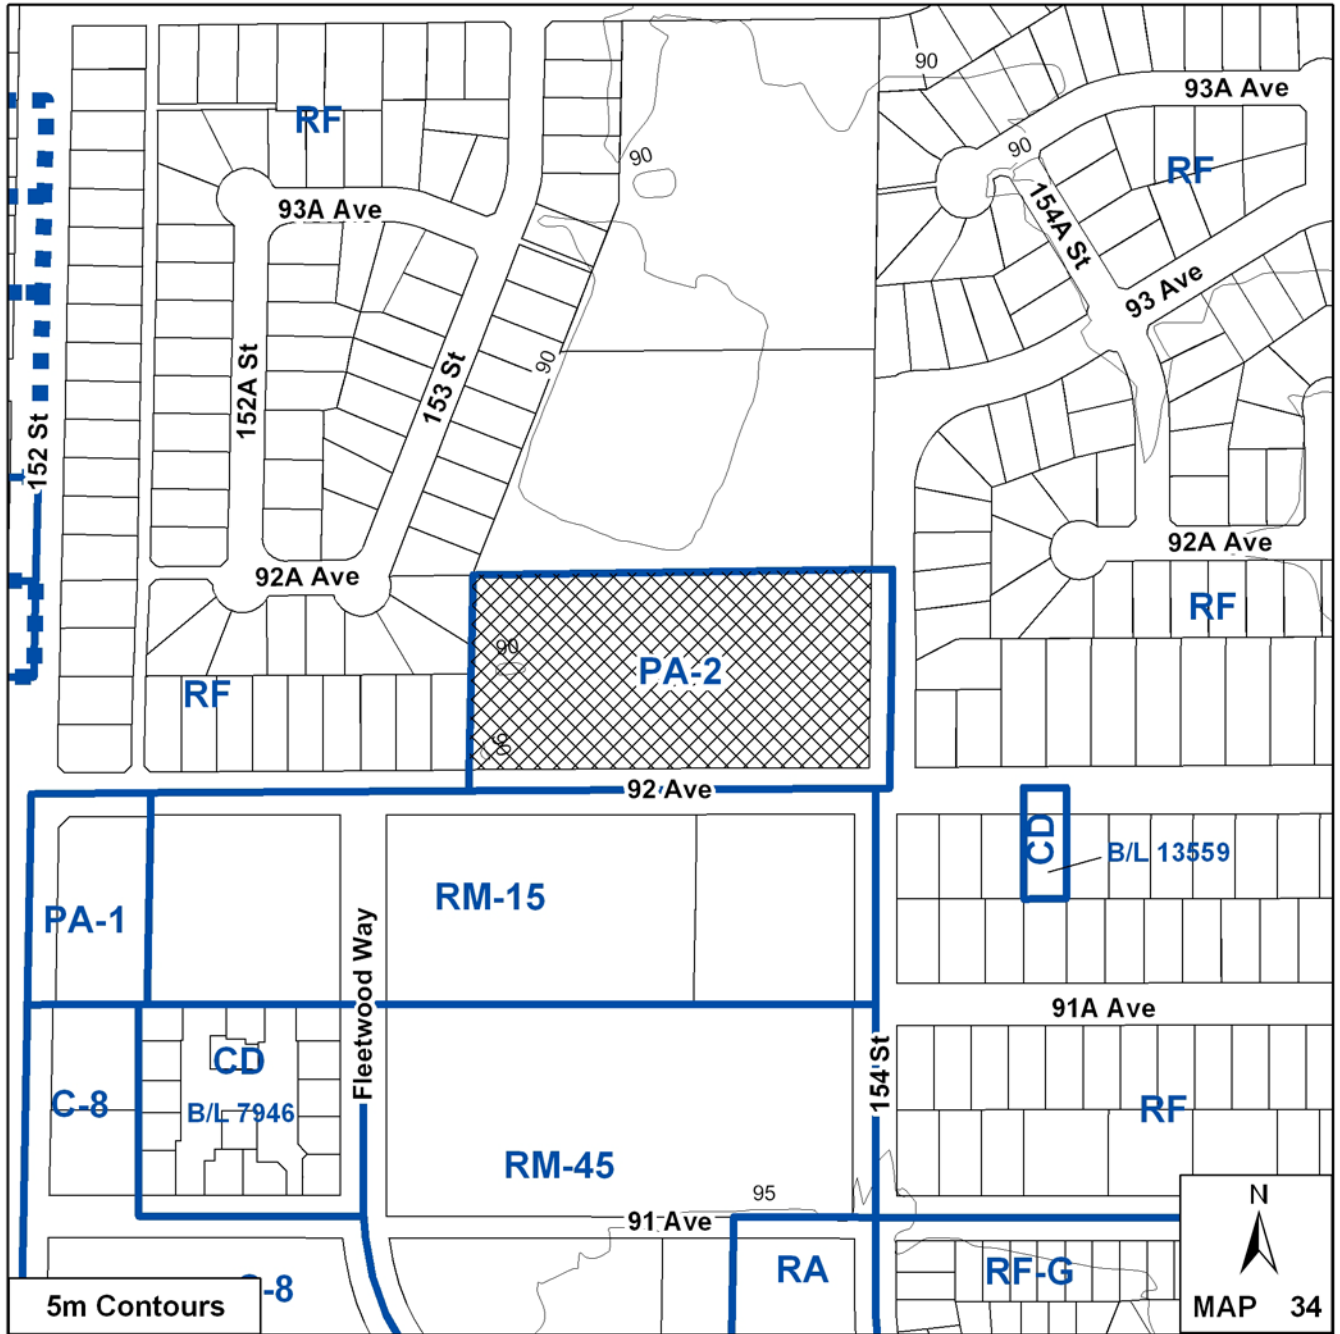 90
93A Ave
RF
90
90
RF
93A Ave
154A St
93 Ave
152A St
153 St
90
152 St
92A Ave
92A Ave
RF
90
PA-2
RF
90
92 Ave
CD
B/L 13559
RM-15
PA-1
Fleetwood Way
91A Ave
CD
154 St
C-8
B/L 7946
RF
RM-45
95
N
91 Ave
RA
RF-G
-8
5m Contours
MAP 34